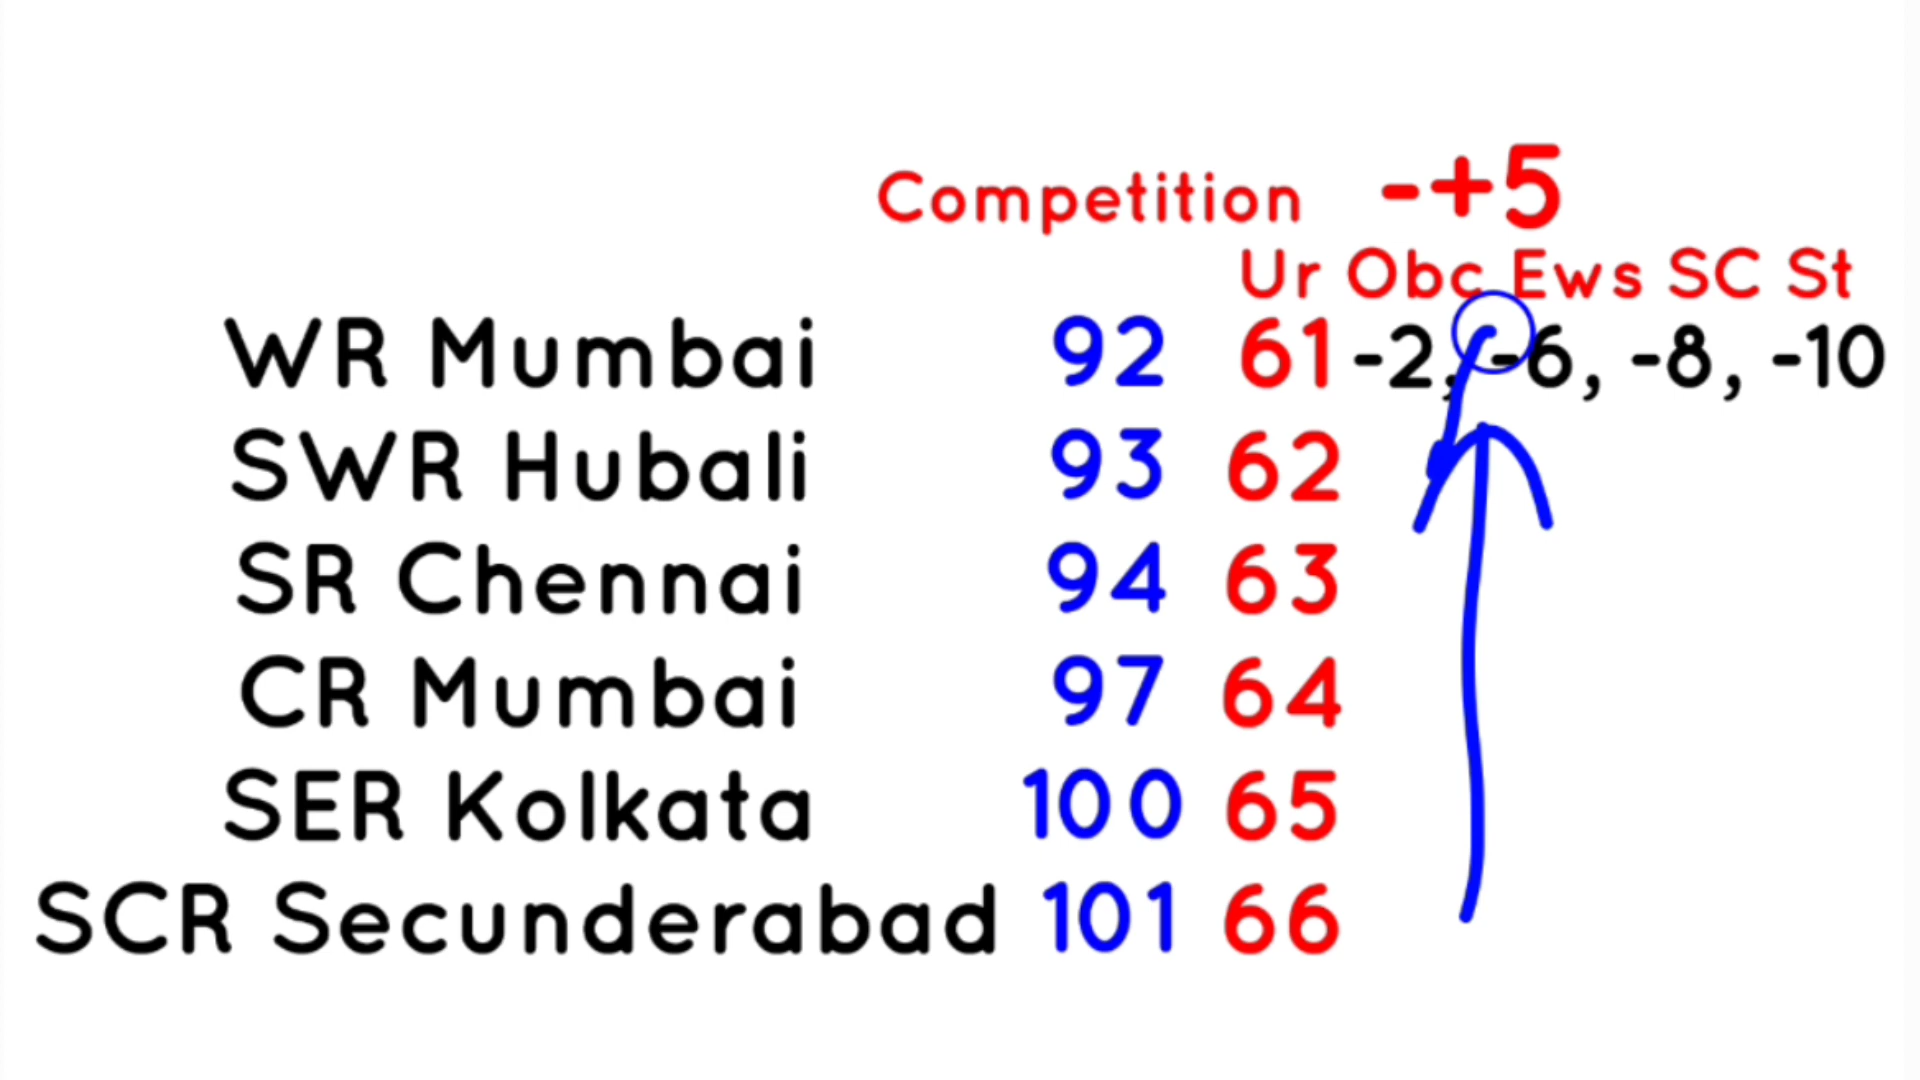 Competition -+5
Ur Obc Ews SC St
WR Mumbai 92 61 -2, -6, -8, -10
SWR Hubali 93 62
SR Chennai 94 63
CR Mumbai 97 64
SER Kolkata 100 65
SCR Secunderabad 101 66